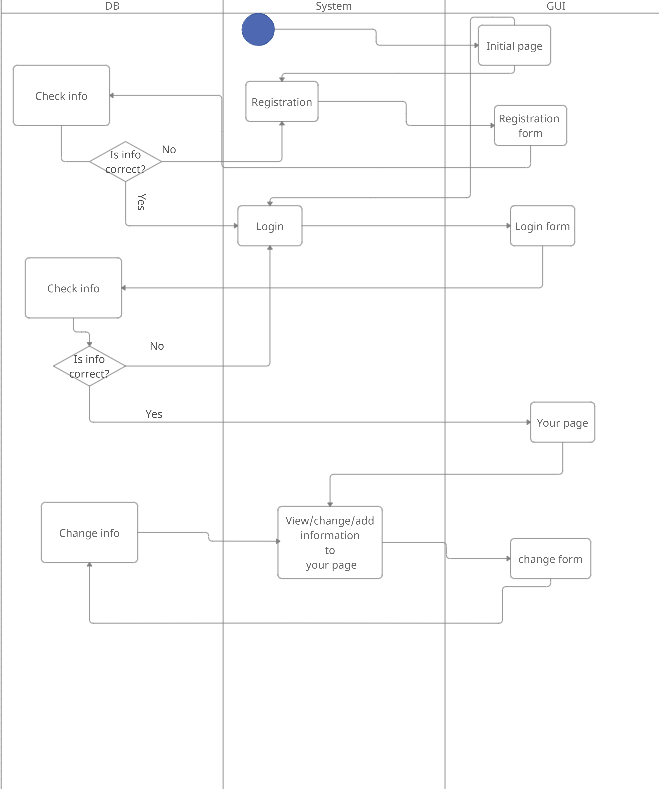 DB
System
GUI
Initial page
Check info
Registration
Registration
form
No
Is info
correct?
Yes
Login
Login form
Check info
No
Is info
correct?
Yes
Your page
Change info
View/change/add
information
to
your page
change form